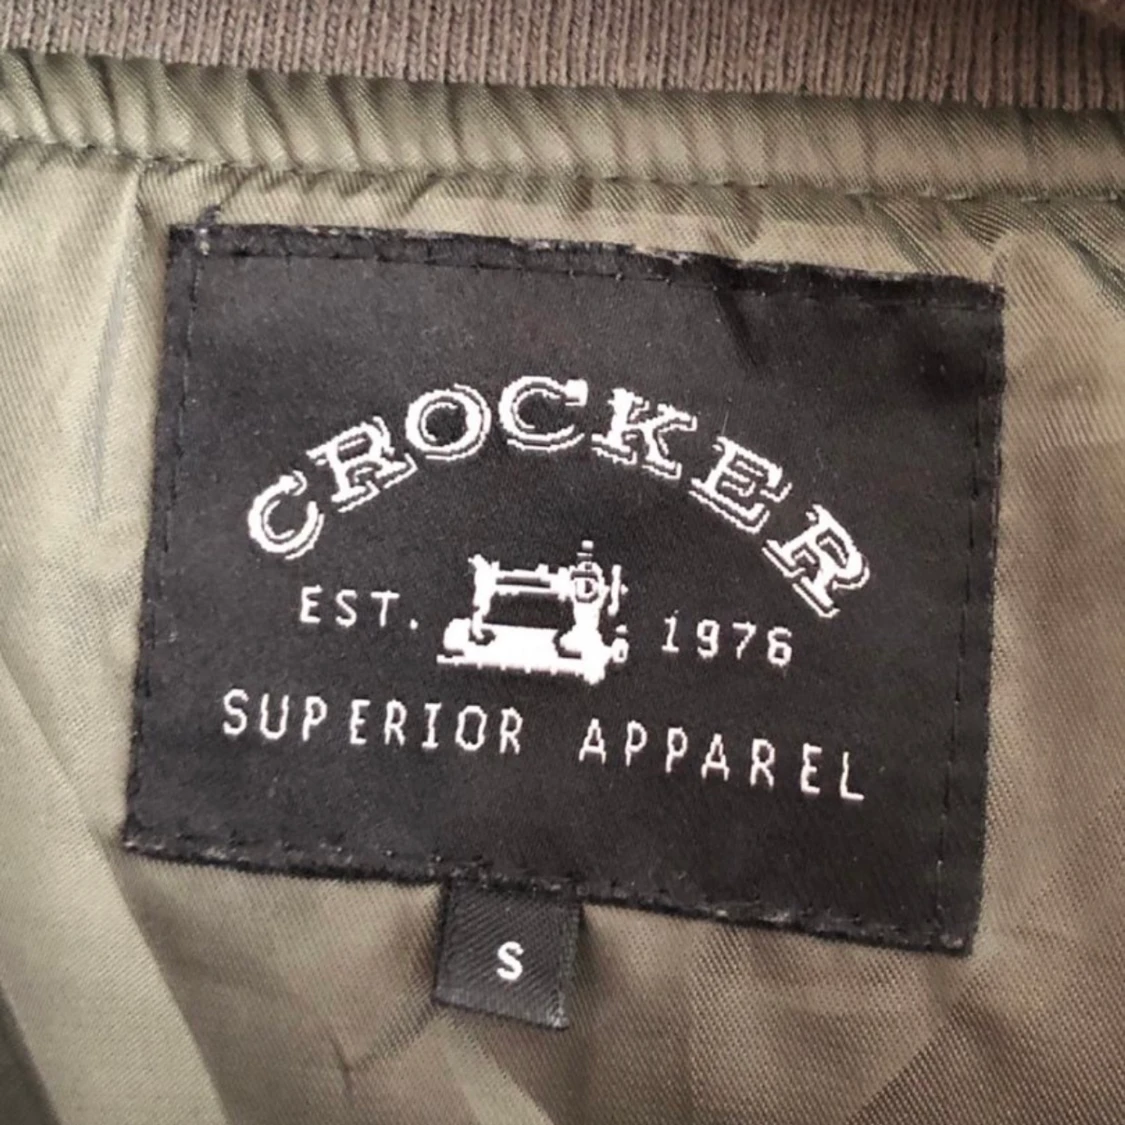 CROCKER
EST. 1976
SUPERIOR APPAREL
S